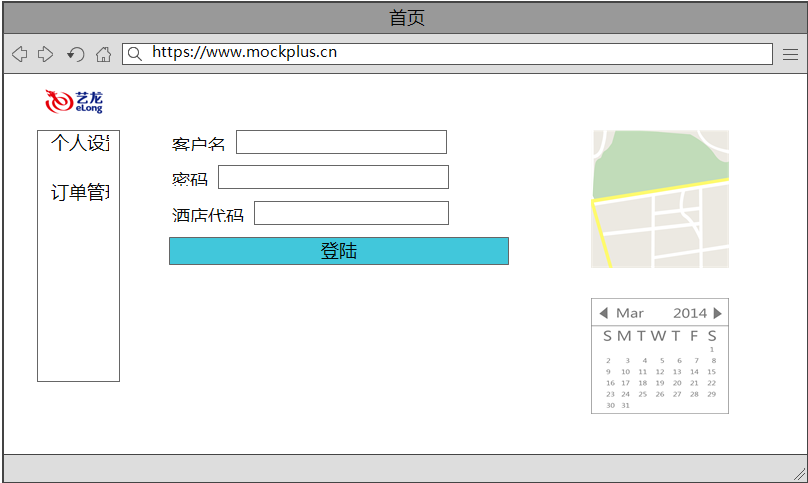 首页
https://www.mockplus.cn
艺龙
eLong
个人设置
订单管理
客户名
密码
酒店代码
登陆
Mar 2014
S M T W T F S
1
2 3 4 5 6 7 8
9 10 11 12 13 14 15
16 17 18 19 20 21 22
23 24 25 26 27 28 29
30 31